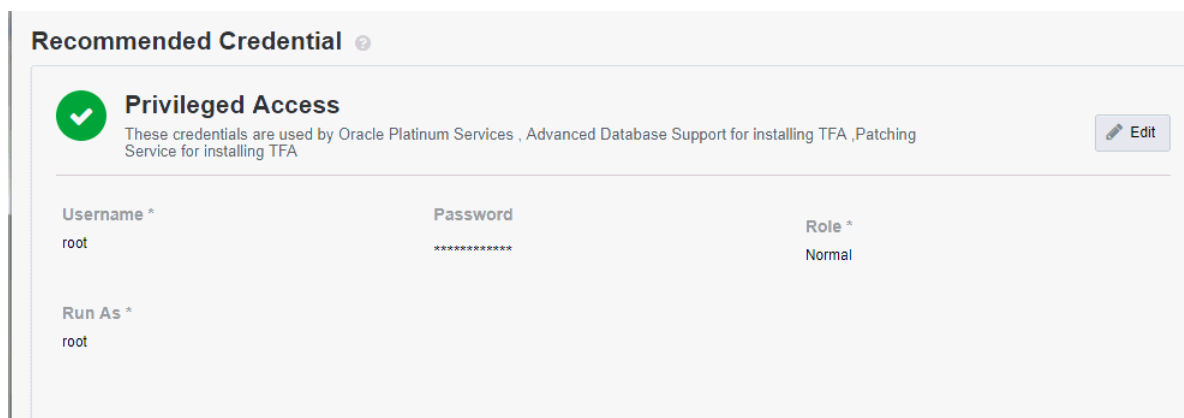 Recommended Credential ?
Privileged Access
These credentials are used by Oracle Platinum Services , Advanced Database Support for installing TFA ,Patching
Service for installing TFA
Edit
Username *
root
Password
************
Role *
Normal
Run As *
root